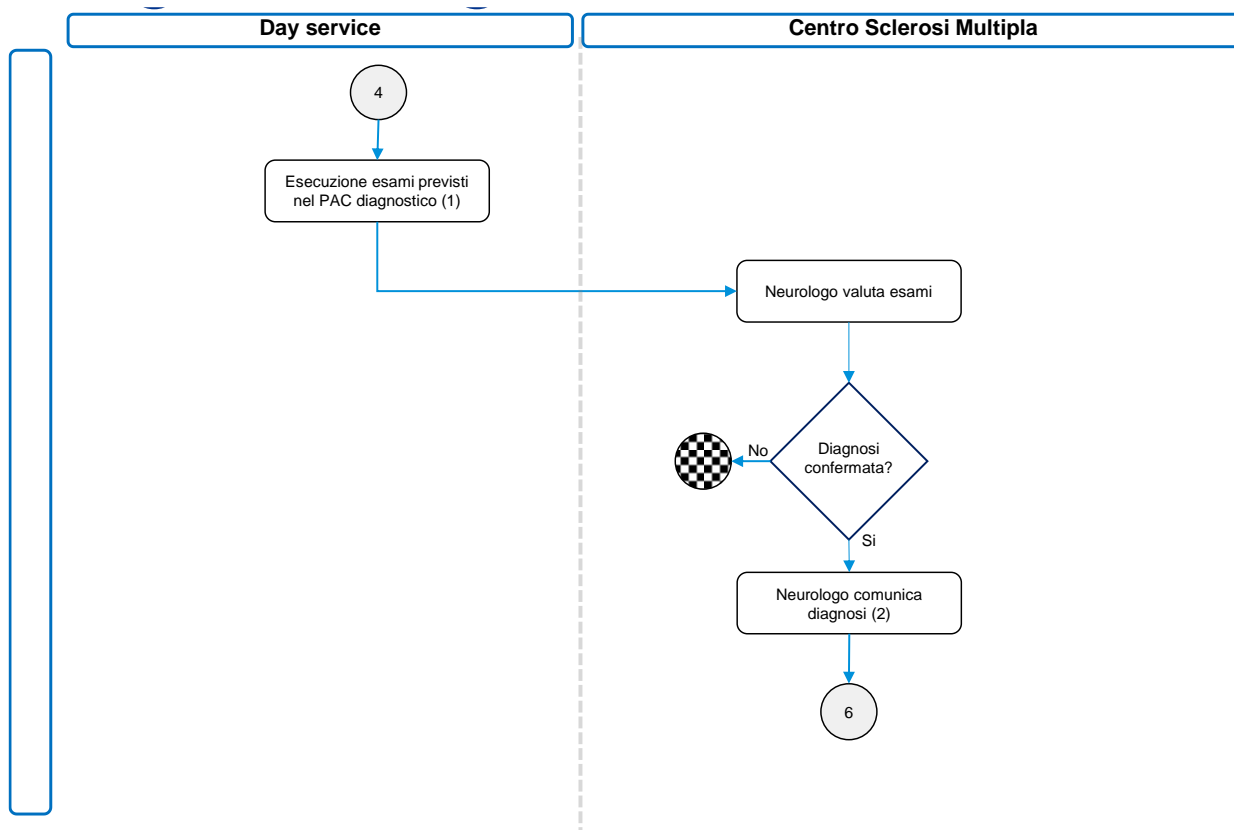 Day service
Centro Sclerosi Multipla
4
Esecuzione esami previsti
nel PAC diagnostico (1)
Neurologo valuta esami
Diagnosi
confermata?
No
Si
Neurologo comunica
diagnosi (2)
6